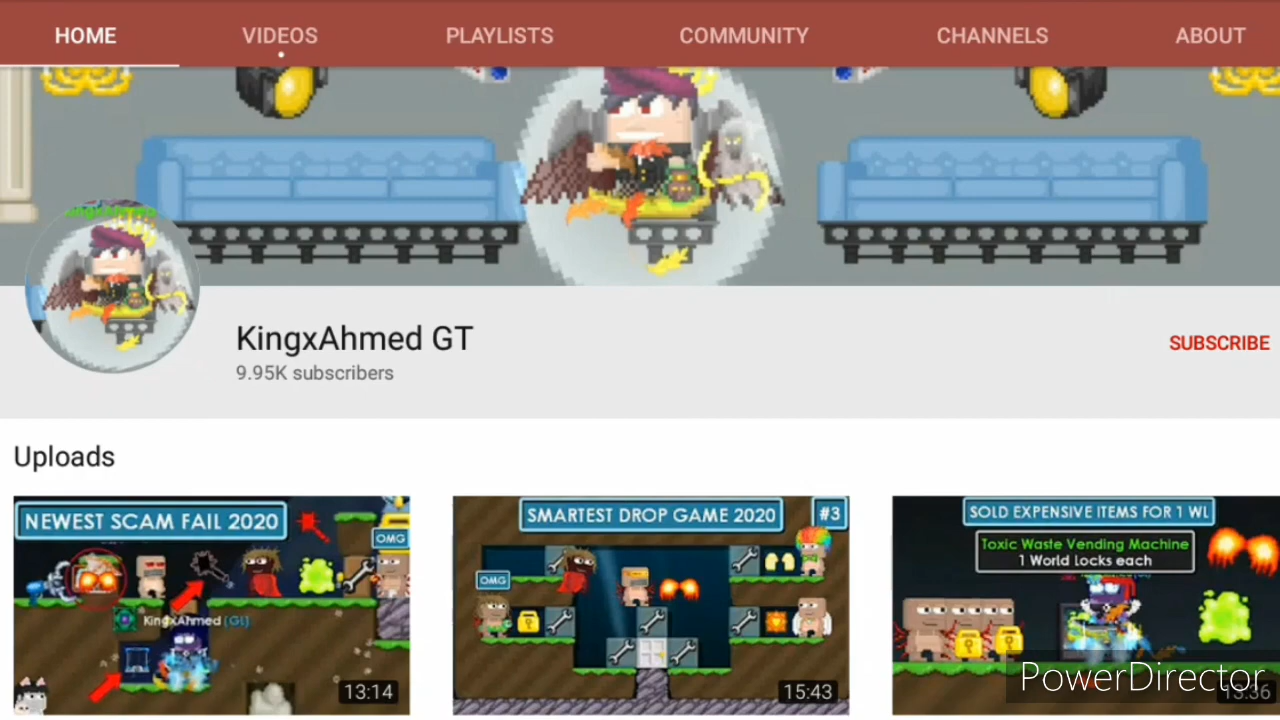 HOME VIDEOS PLAYLISTS COMMUNITY CHANNELS ABOUT
KingxAhmed GT
SUBSCRIBE
9.95K subscribers
Uploads
NEWEST SCAM FAIL 2020
OMG
KingxAhmed (GT)
13:14
SMARTEST DROP GAME 2020
#3
OMG
15:43
SOLD EXPENSIVE ITEMS FOR 1 WL
Toxic Waste Vending Machine
1 World Locks each
PowerDirector